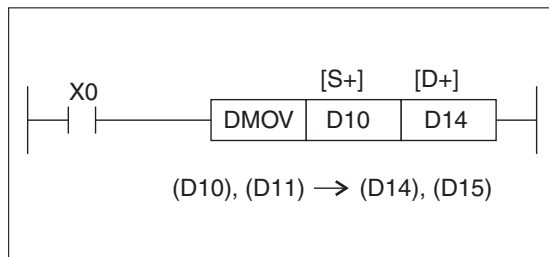 [S+] [D+]
X0
DMOV D10 D14
(D10), (D11) → (D14), (D15)